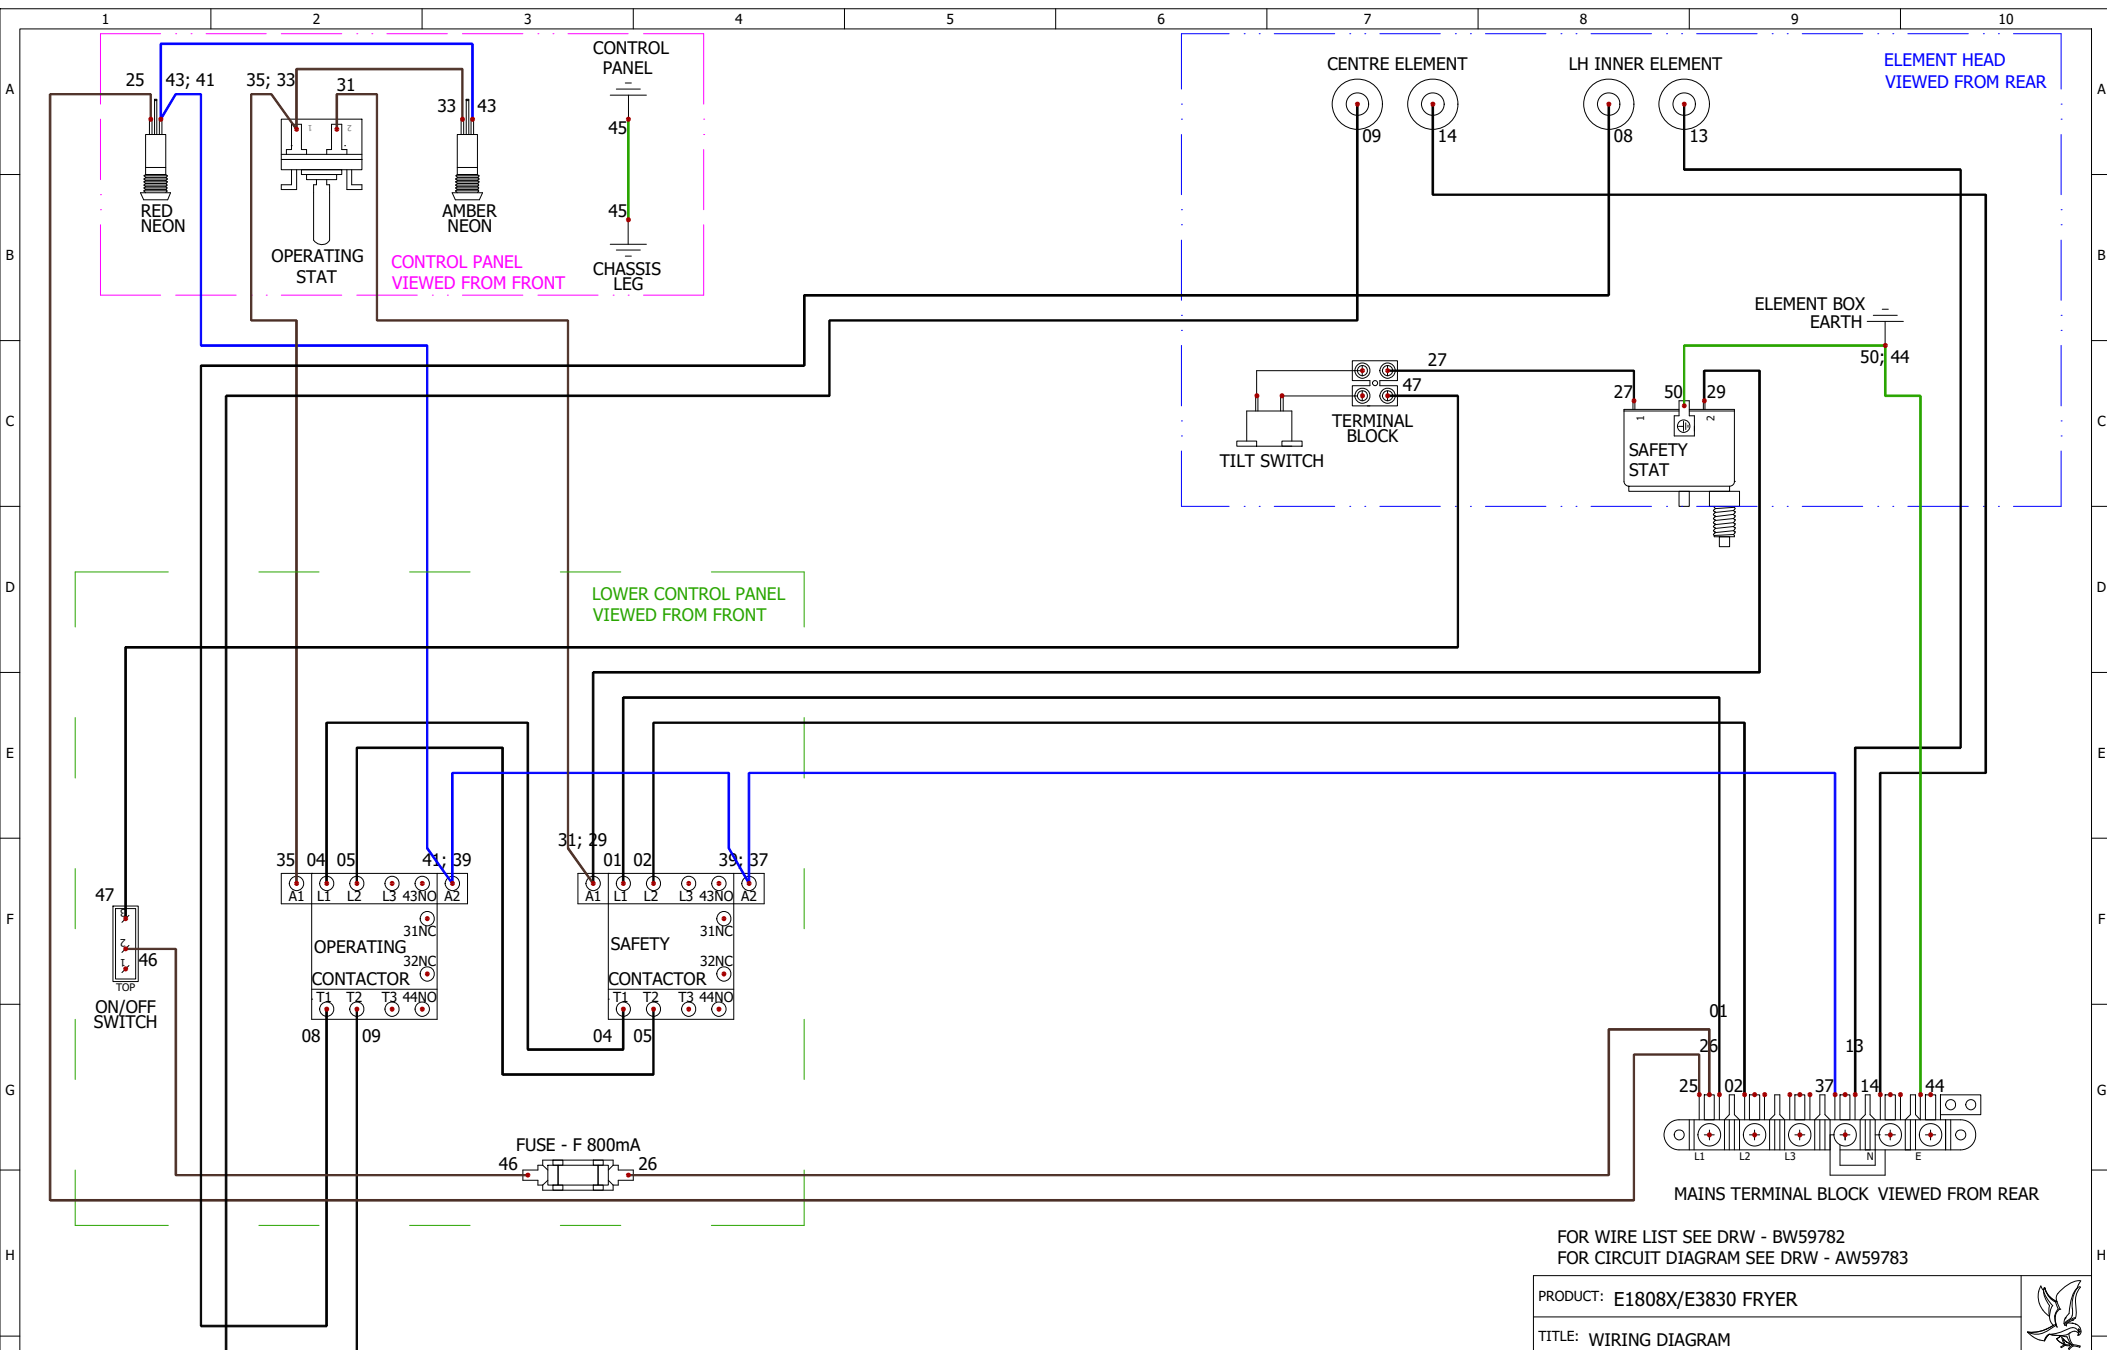 1 2 3 4 5 6 7 8 9 10
A
A
B
B
C
C
D
D
E
E
F
F
G
G
H
H
25 43; 41
35; 33
31
33 43
1 2
RED
NEON
OPERATING
STAT
AMBER
NEON
CONTROL PANEL
VIEWED FROM FRONT
CONTROL
PANEL
45
45
CHASSIS
LEG
CENTRE ELEMENT
LH INNER ELEMENT
09
14
08
13
ELEMENT HEAD
VIEWED FROM REAR
ELEMENT BOX
EARTH
50; 44
27
47
TERMINAL
BLOCK
TILT SWITCH
27 50 29
1 2
SAFETY
STAT
LOWER CONTROL PANEL
VIEWED FROM FRONT
35 04 05 41; 39
A1 L1 L2 L3 43NO A2
31NC
OPERATING
32NC
CONTACTOR
T1 T2 T3 44NO
08 09
31; 29
01 02 39; 37
A1 L1 L2 L3 43NO A2
31NC
SAFETY
32NC
CONTACTOR
T1 T2 T3 44NO
04 05
47
3
2
1
46
TOP
ON/OFF
SWITCH
FUSE - F 800mA
46
26
01
26
13
25 02 37 14 44
L1 L2 L3 N E
MAINS TERMINAL BLOCK VIEWED FROM REAR
FOR WIRE LIST SEE DRW - BW59782
FOR CIRCUIT DIAGRAM SEE DRW - AW59783
PRODUCT: E1808X/E3830 FRYER
TITLE: WIRING DIAGRAM